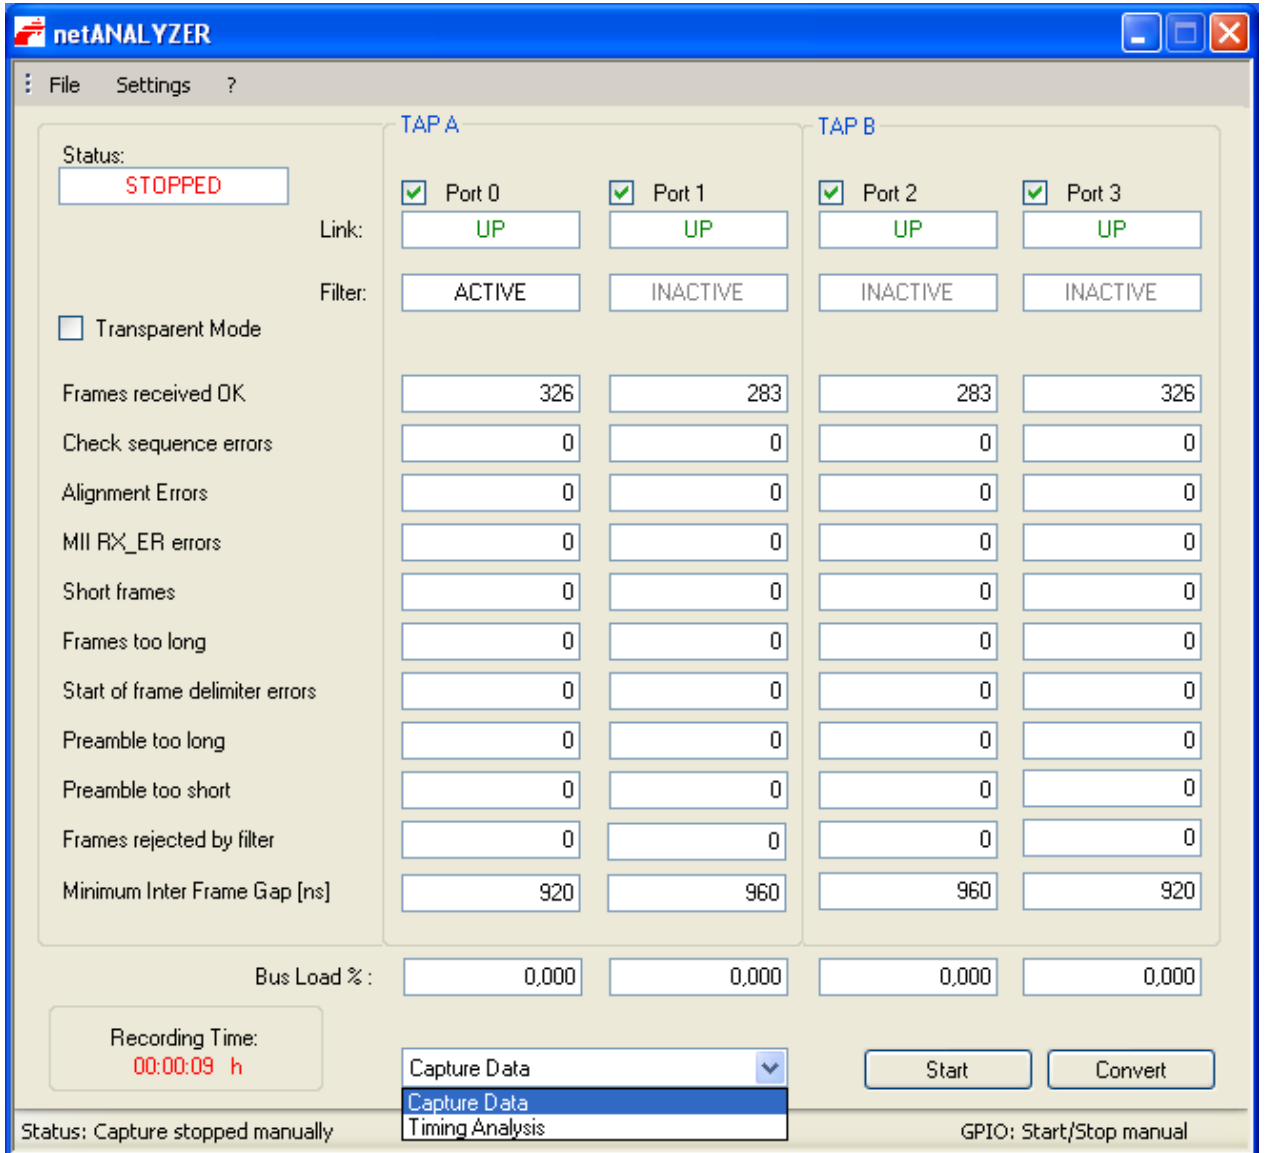 netANALYZER
File Settings ?
TAP A TAP B
Status:
STOPPED
Port 0 Port 1 Port 2 Port 3
Link: UP UP UP UP
Filter: ACTIVE INACTIVE INACTIVE INACTIVE
Transparent Mode
Frames received OK 326 283 283 326
Check sequence errors 0 0 0 0
Alignment Errors 0 0 0 0
MII RX_ER errors 0 0 0 0
Short frames 0 0 0 0
Frames too long 0 0 0 0
Start of frame delimiter errors 0 0 0 0
Preamble too long 0 0 0 0
Preamble too short 0 0 0 0
Frames rejected by filter 0 0 0 0
Minimum Inter Frame Gap [ns] 920 960 960 920
Bus Load % : 0,000 0,000 0,000 0,000
Recording Time:
00:00:09 h
Capture Data Start Convert
Capture Data
Timing Analysis
Status: Capture stopped manually GPIO: Start/Stop manual